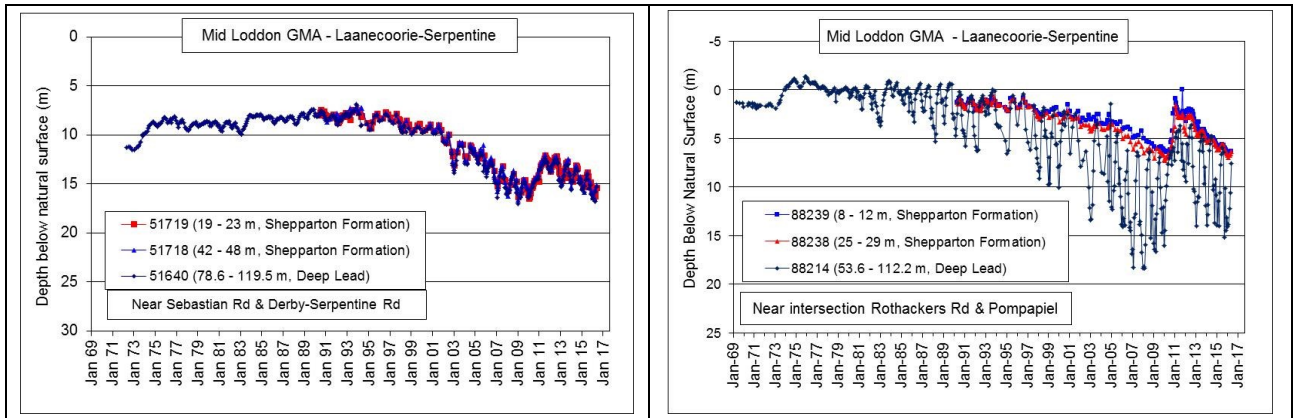 Mid Loddon GMA - Laanecoorie-Serpentine
0
5
10
15
20
25
30
Depth below natural surface (m)
51719 (19 - 23 m, Shepparton Formation)
51718 (42 - 48 m, Shepparton Formation)
51640 (78.6 - 119.5 m, Deep Lead)
Near Sebastian Rd & Derby-Serpentine Rd
Jan 69
Jan 71
Jan 73
Jan 75
Jan 77
Jan 79
Jan 81
Jan 83
Jan 85
Jan 87
Jan 89
Jan 91
Jan 93
Jan 95
Jan 97
Jan 99
Jan 01
Jan 03
Jan 05
Jan 07
Jan 09
Jan 11
Jan 13
Jan 15
Jan 17
Mid Loddon GMA - Laanecoorie-Serpentine
-5
0
5
10
15
20
25
Depth Below Natural Surface (m)
88239 (8 - 12 m, Shepparton Formation)
88238 (25 - 29 m, Shepparton Formation)
88214 (53.6 - 112.2 m, Deep Lead)
Near intersection Rothackers Rd & Pompapiel
Jan-69
Jan-71
Jan-73
Jan-75
Jan-77
Jan-79
Jan-81
Jan-83
Jan-85
Jan-87
Jan-89
Jan-91
Jan-93
Jan-95
Jan-97
Jan-99
Jan-01
Jan-03
Jan-05
Jan-07
Jan-09
Jan-11
Jan-13
Jan-15
Jan-17